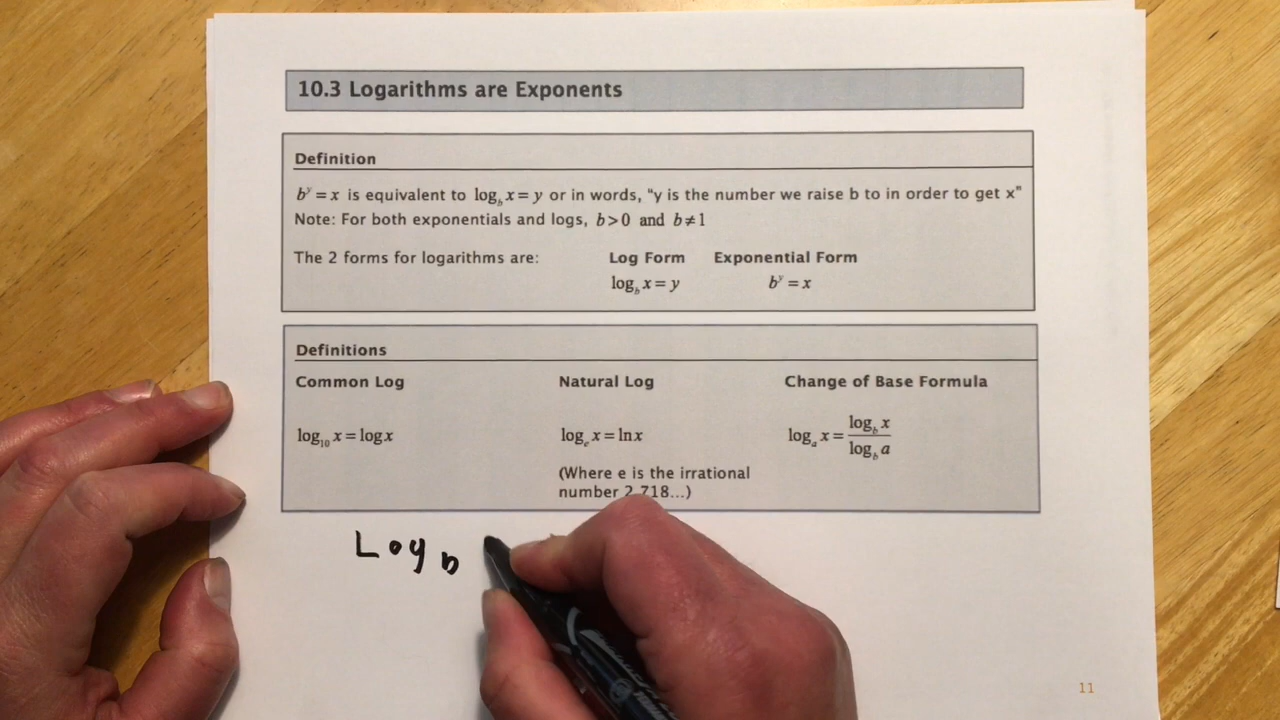 10.3 Logarithms are Exponents
Definition
b^y = x is equivalent to log_b x = y or in words, "y is the number we raise b to in order to get x"
Note: For both exponentials and logs, b > 0 and b ≠ 1
The 2 forms for logarithms are: Log Form Exponential Form
log_b x = y b^y = x
Definitions
Common Log Natural Log Change of Base Formula
log_10 x = log x log_e x = ln x log_a x = log_b x / log_b a
(Where e is the irrational
number 2.718...)
Log b
11